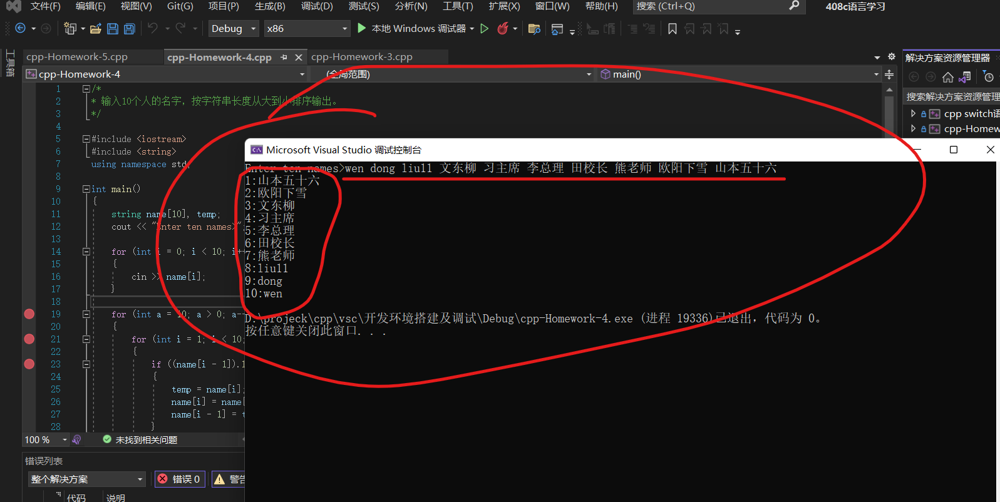 文件(F) 编辑(E) 视图(V) Git(G) 项目(P) 生成(B) 调试(D) 测试(S) 分析(N) 工具(T) 扩展(X) 窗口(W) 帮助(H) 搜索 (Ctrl+Q) 408c语言学习
Debug x86 本地 Windows 调试器
工具箱
cpp-Homework-5.cpp cpp-Homework-4.cpp cpp-Homework-3.cpp
解决方案资源管理器
cpp-Homework-4 (全局范围) main()
搜索解决方案资源管理
cpp switch语
cpp-Homew
1 /*
2 * 输入10个人的名字，按字符串长度从大到小排序输出。
3 */
4
5 #include <iostream>
6 #include <string>
7 using namespace std
8
9 int main()
10 {
11 string name[10], temp;
12 cout << "Enter ten names>"
13
14 for (int i = 0; i < 10; i+
15 {
16 cin >> name[i];
17 }
18
19 for (int a = 10; a > 0; a-
20 {
21 for (int i = 1; i < 10;
22 {
23 if ((name[i - 1]).
24 {
25 temp = name[i];
26 name[i] = name[
27 name[i - 1] = t
28 }
Microsoft Visual Studio 调试控制台
Enter ten names>wen dong liull 文东柳 习主席 李总理 田校长 熊老师 欧阳下雪 山本五十六
1:山本五十六
2:欧阳下雪
3:文东柳
4:习主席
5:李总理
6:田校长
7:熊老师
8:liull
9:dong
10:wen
D:\projeck\cpp\vsc\开发环境搭建及调试\Debug\cpp-Homework-4.exe (进程 19336)已退出，代码为 0。
按任意键关闭此窗口. . .
100 % 未找到相关问题
错误列表
整个解决方案 错误 0 警告
代码 说明